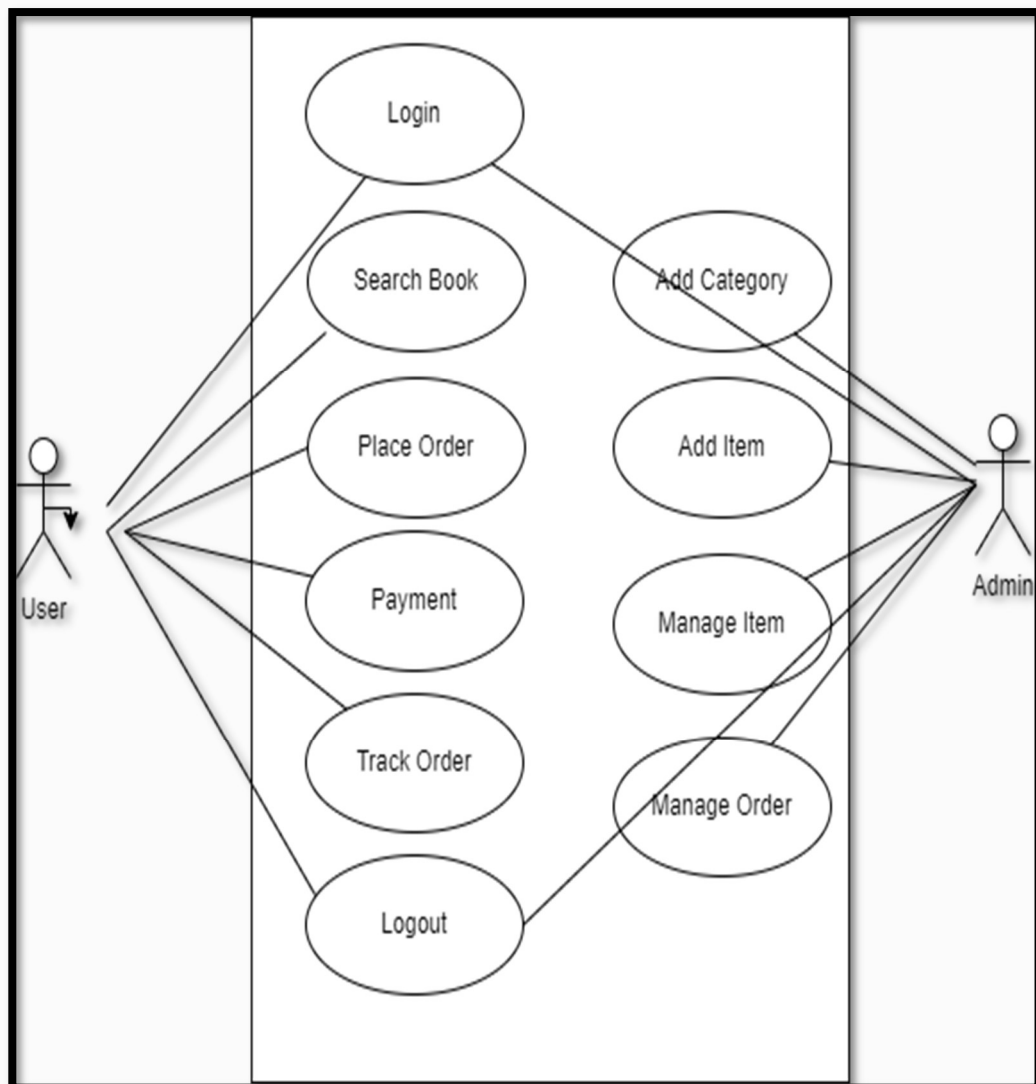 Login
Search Book
Add Category
Place Order
Add Item
Payment
Manage Item
User
Admin
Track Order
Manage Order
Logout